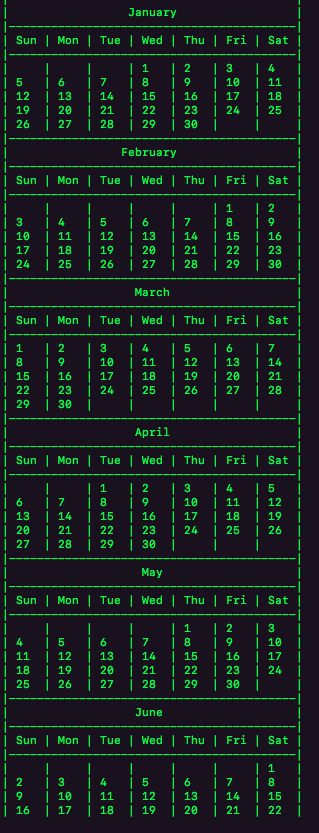 January
Sun | Mon | Tue | Wed | Thu | Fri | Sat
| | | 1 | 2 | 3 | 4
5 | 6 | 7 | 8 | 9 | 10 | 11
12 | 13 | 14 | 15 | 16 | 17 | 18
19 | 20 | 21 | 22 | 23 | 24 | 25
26 | 27 | 28 | 29 | 30 | |
February
Sun | Mon | Tue | Wed | Thu | Fri | Sat
| | | | | 1 | 2
3 | 4 | 5 | 6 | 7 | 8 | 9
10 | 11 | 12 | 13 | 14 | 15 | 16
17 | 18 | 19 | 20 | 21 | 22 | 23
24 | 25 | 26 | 27 | 28 | 29 | 30
March
Sun | Mon | Tue | Wed | Thu | Fri | Sat
1 | 2 | 3 | 4 | 5 | 6 | 7
8 | 9 | 10 | 11 | 12 | 13 | 14
15 | 16 | 17 | 18 | 19 | 20 | 21
22 | 23 | 24 | 25 | 26 | 27 | 28
29 | 30 | | | | |
April
Sun | Mon | Tue | Wed | Thu | Fri | Sat
| | 1 | 2 | 3 | 4 | 5
6 | 7 | 8 | 9 | 10 | 11 | 12
13 | 14 | 15 | 16 | 17 | 18 | 19
20 | 21 | 22 | 23 | 24 | 25 | 26
27 | 28 | 29 | 30 | | |
May
Sun | Mon | Tue | Wed | Thu | Fri | Sat
| | | | 1 | 2 | 3
4 | 5 | 6 | 7 | 8 | 9 | 10
11 | 12 | 13 | 14 | 15 | 16 | 17
18 | 19 | 20 | 21 | 22 | 23 | 24
25 | 26 | 27 | 28 | 29 | 30 |
June
Sun | Mon | Tue | Wed | Thu | Fri | Sat
| | | | | | 1
2 | 3 | 4 | 5 | 6 | 7 | 8
9 | 10 | 11 | 12 | 13 | 14 | 15
16 | 17 | 18 | 19 | 20 | 21 | 22